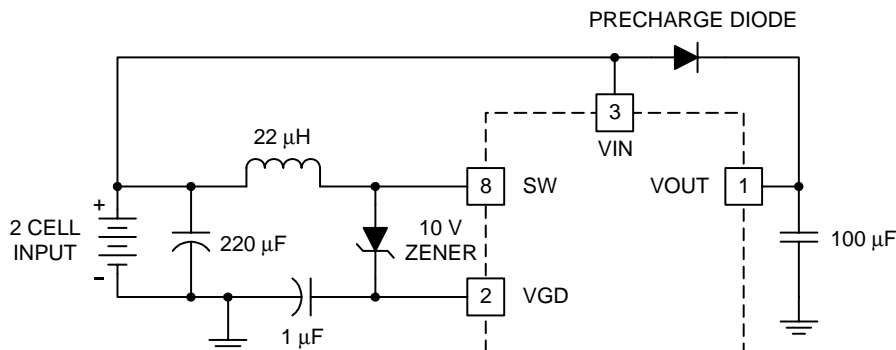 PRECHARGE DIODE
3
VIN
22 µH
8
SW
VOUT
1
+
2 CELL
INPUT
−
220 µF
10 V
ZENER
100 µF
2
VGD
1 µF